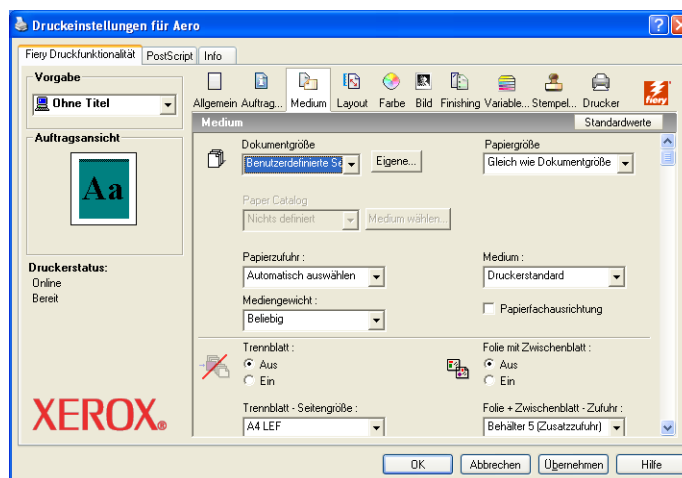 Druckeinstellungen für Aero
Fiery Druckfunktionalität PostScript Info
Vorgabe
Ohne Titel
Auftragsansicht
Aa
Druckerstatus:
Online
Bereit
XEROX®
Allgemein Auftrag... Medium Layout Farbe Bild Finishing Variable... Stempel... Drucker
fiery
Medium Standardwerte
Dokumentgröße Papiergröße
Benutzerdefinierte Se Eigene... Gleich wie Dokumentgröße
Paper Catalog
Nichts definiert Medium wählen...
Papierzufuhr : Medium :
Automatisch auswählen Druckerstandard
Mediengewicht :
Beliebig Papierfachausrichtung
Trennblatt : Folie mit Zwischenblatt :
Aus Aus
Ein Ein
Trennblatt - Seitengröße : Folie + Zwischenblatt - Zufuhr :
A4 LEF Behälter 5 (Zusatzzufuhr)
OK Abbrechen Übernehmen Hilfe